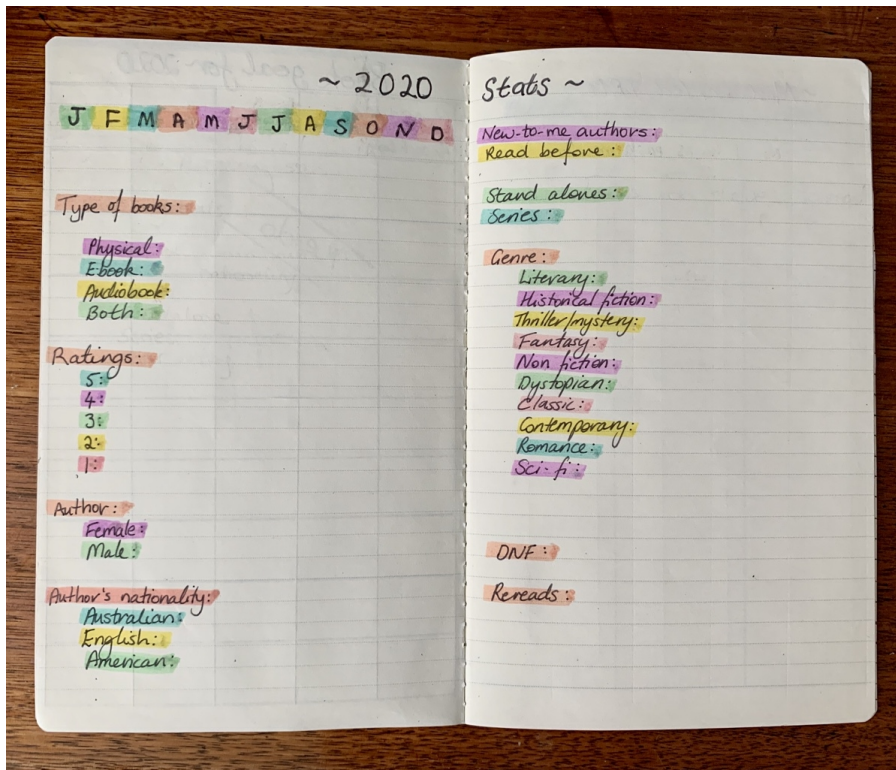 ~ 2020
J F M A M J J A S O N D
Type of books:
Physical:
Ebook:
Audiobook:
Both:
Ratings:
5:
4:
3:
2:
1:
Author:
Female:
Male:
Author's nationality:
Australian:
English:
American:
Stats ~
New-to-me authors:
Read before:
Stand alones:
Series:
Genre:
Literary:
Historical fiction:
Thriller/mystery:
Fantasy:
Non fiction:
Dystopian:
Classic:
Contemporary:
Romance:
Sci-fi:
DNF:
Rereads: